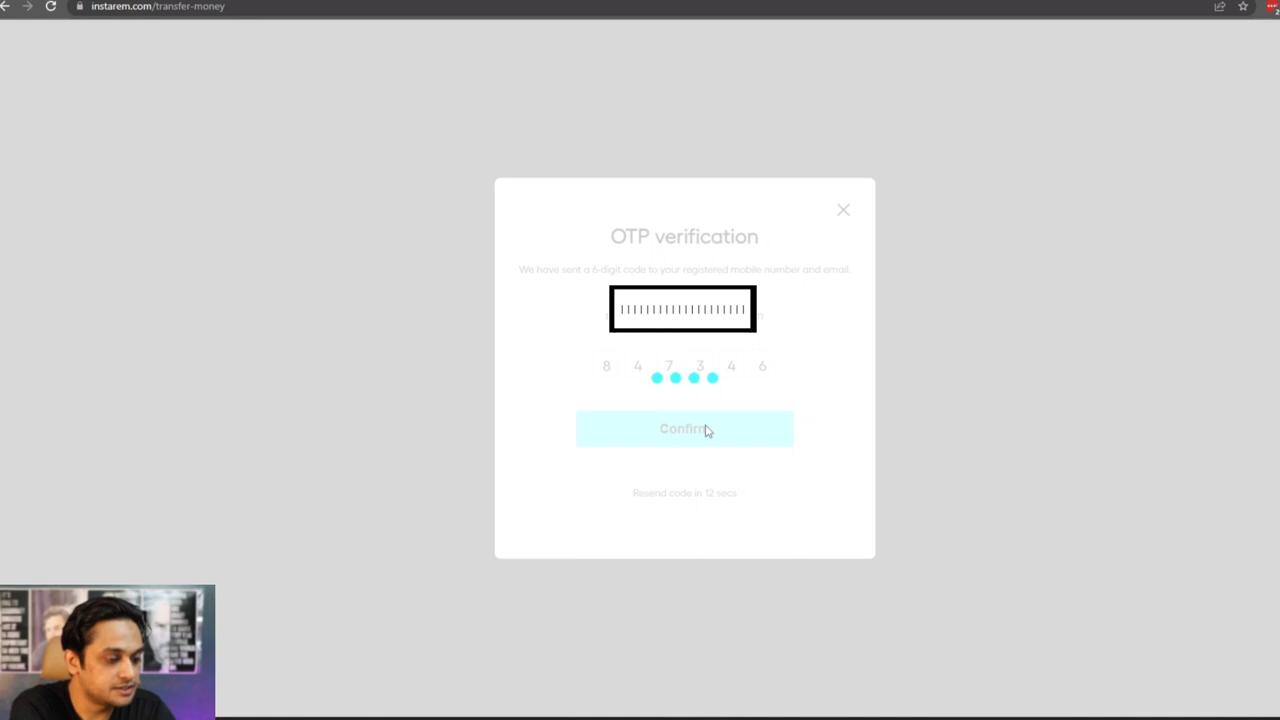 instarem.com/transfer-money
OTP verification
We have sent a 6-digit code to your registered mobile number and email.
8 4 7 3 4 6
Confirm
Resend code in 12 secs